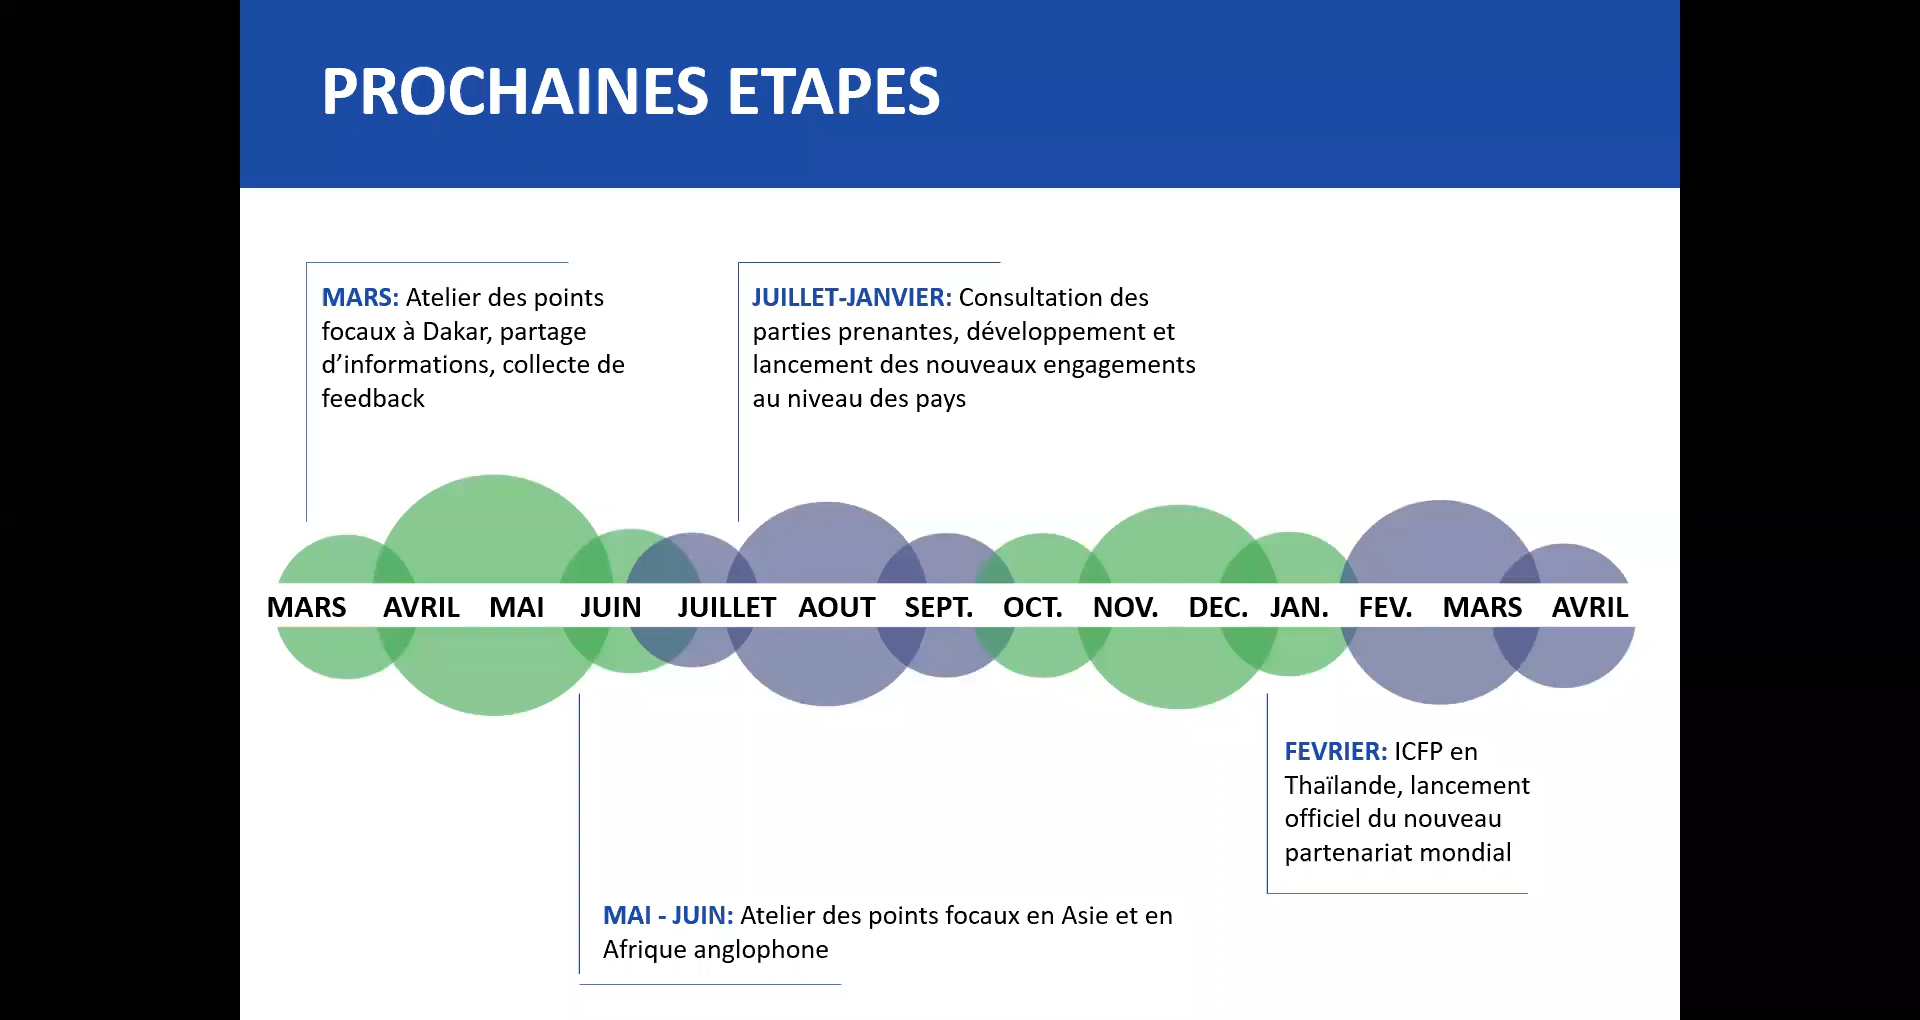 PROCHAINES ETAPES
MARS: Atelier des points
focaux à Dakar, partage
d’informations, collecte de
feedback
JUILLET-JANVIER: Consultation des
parties prenantes, développement et
lancement des nouveaux engagements
au niveau des pays
MARS AVRIL MAI JUIN JUILLET AOUT SEPT. OCT. NOV. DEC. JAN. FEV. MARS AVRIL
FEVRIER: ICFP en
Thaïlande, lancement
officiel du nouveau
partenariat mondial
MAI - JUIN: Atelier des points focaux en Asie et en
Afrique anglophone